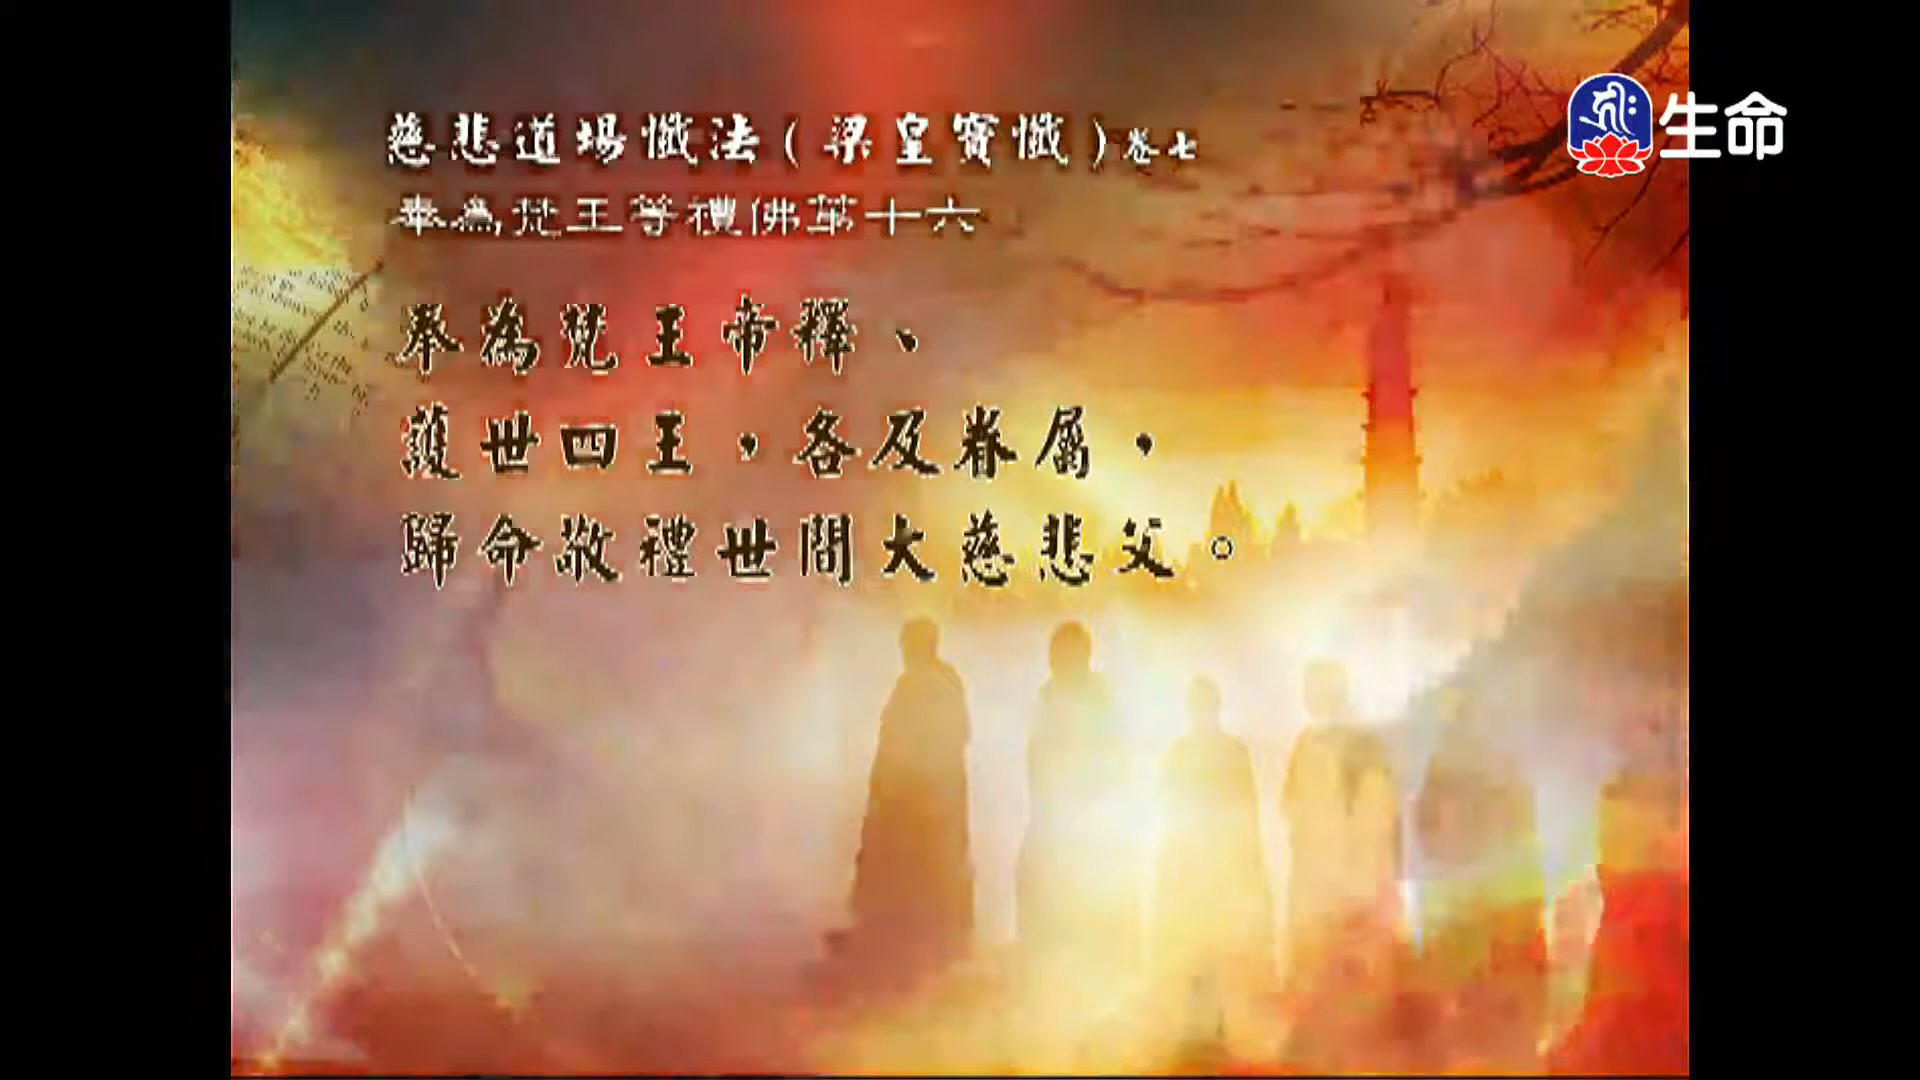 慈悲道場懺法(梁皇寶懺)卷七
奉為梵王等禮佛第十六
奉為梵王帝釋、
護世四王,各及眷屬,
歸命敬禮世間大慈悲父。
生命